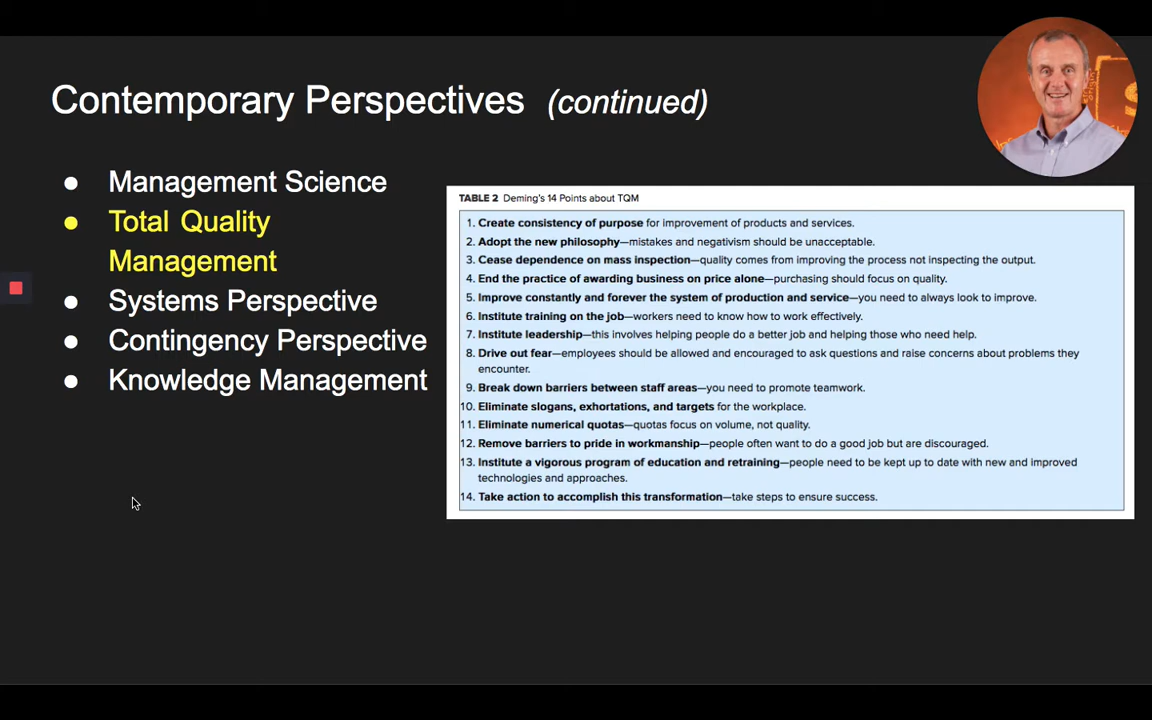 Contemporary Perspectives (continued)
● Management Science
● Total Quality
Management
● Systems Perspective
● Contingency Perspective
● Knowledge Management
TABLE 2 Deming's 14 Points about TQM
1. Create consistency of purpose for improvement of products and services.
2. Adopt the new philosophy—mistakes and negativism should be unacceptable.
3. Cease dependence on mass inspection—quality comes from improving the process not inspecting the output.
4. End the practice of awarding business on price alone—purchasing should focus on quality.
5. Improve constantly and forever the system of production and service—you need to always look to improve.
6. Institute training on the job—workers need to know how to work effectively.
7. Institute leadership—this involves helping people do a better job and helping those who need help.
8. Drive out fear—employees should be allowed and encouraged to ask questions and raise concerns about problems they
encounter.
9. Break down barriers between staff areas—you need to promote teamwork.
10. Eliminate slogans, exhortations, and targets for the workplace.
11. Eliminate numerical quotas—quotas focus on volume, not quality.
12. Remove barriers to pride in workmanship—people often want to do a good job but are discouraged.
13. Institute a vigorous program of education and retraining—people need to be kept up to date with new and improved
technologies and approaches.
14. Take action to accomplish this transformation—take steps to ensure success.